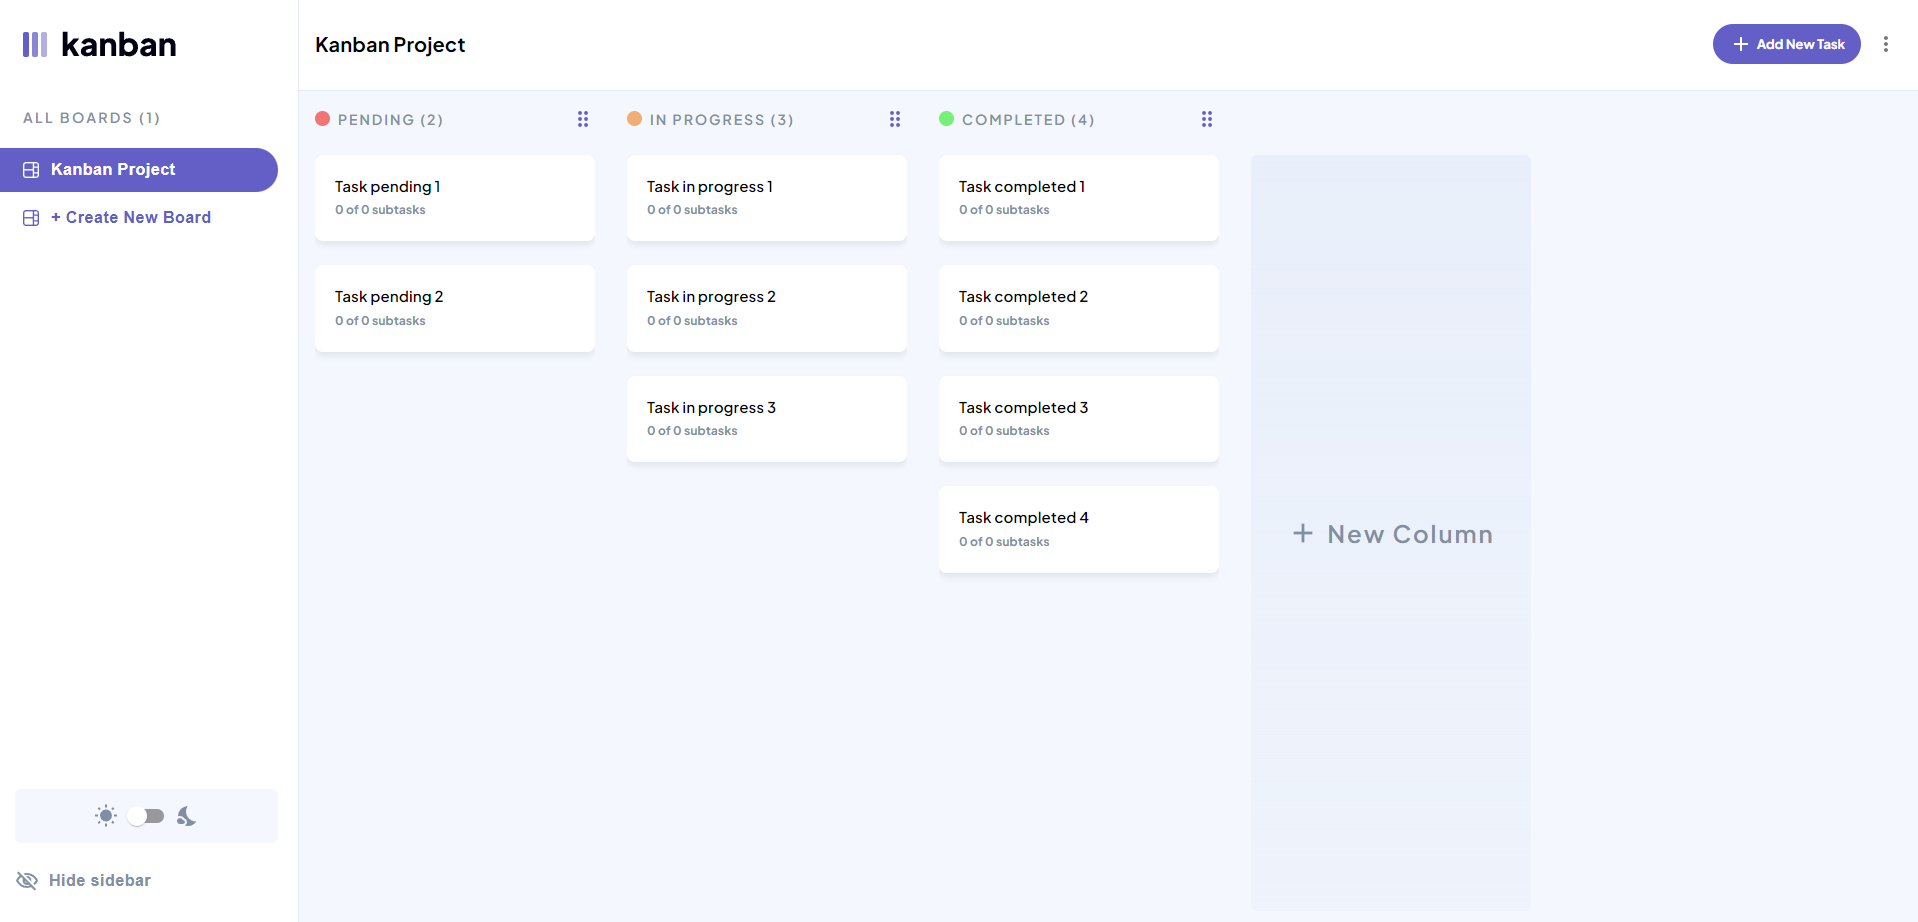 kanban
ALL BOARDS (1)
Kanban Project
+ Create New Board
Hide sidebar
Kanban Project
+ Add New Task
PENDING (2)
Task pending 1
0 of 0 subtasks
Task pending 2
0 of 0 subtasks
IN PROGRESS (3)
Task in progress 1
0 of 0 subtasks
Task in progress 2
0 of 0 subtasks
Task in progress 3
0 of 0 subtasks
COMPLETED (4)
Task completed 1
0 of 0 subtasks
Task completed 2
0 of 0 subtasks
Task completed 3
0 of 0 subtasks
Task completed 4
0 of 0 subtasks
+ New Column